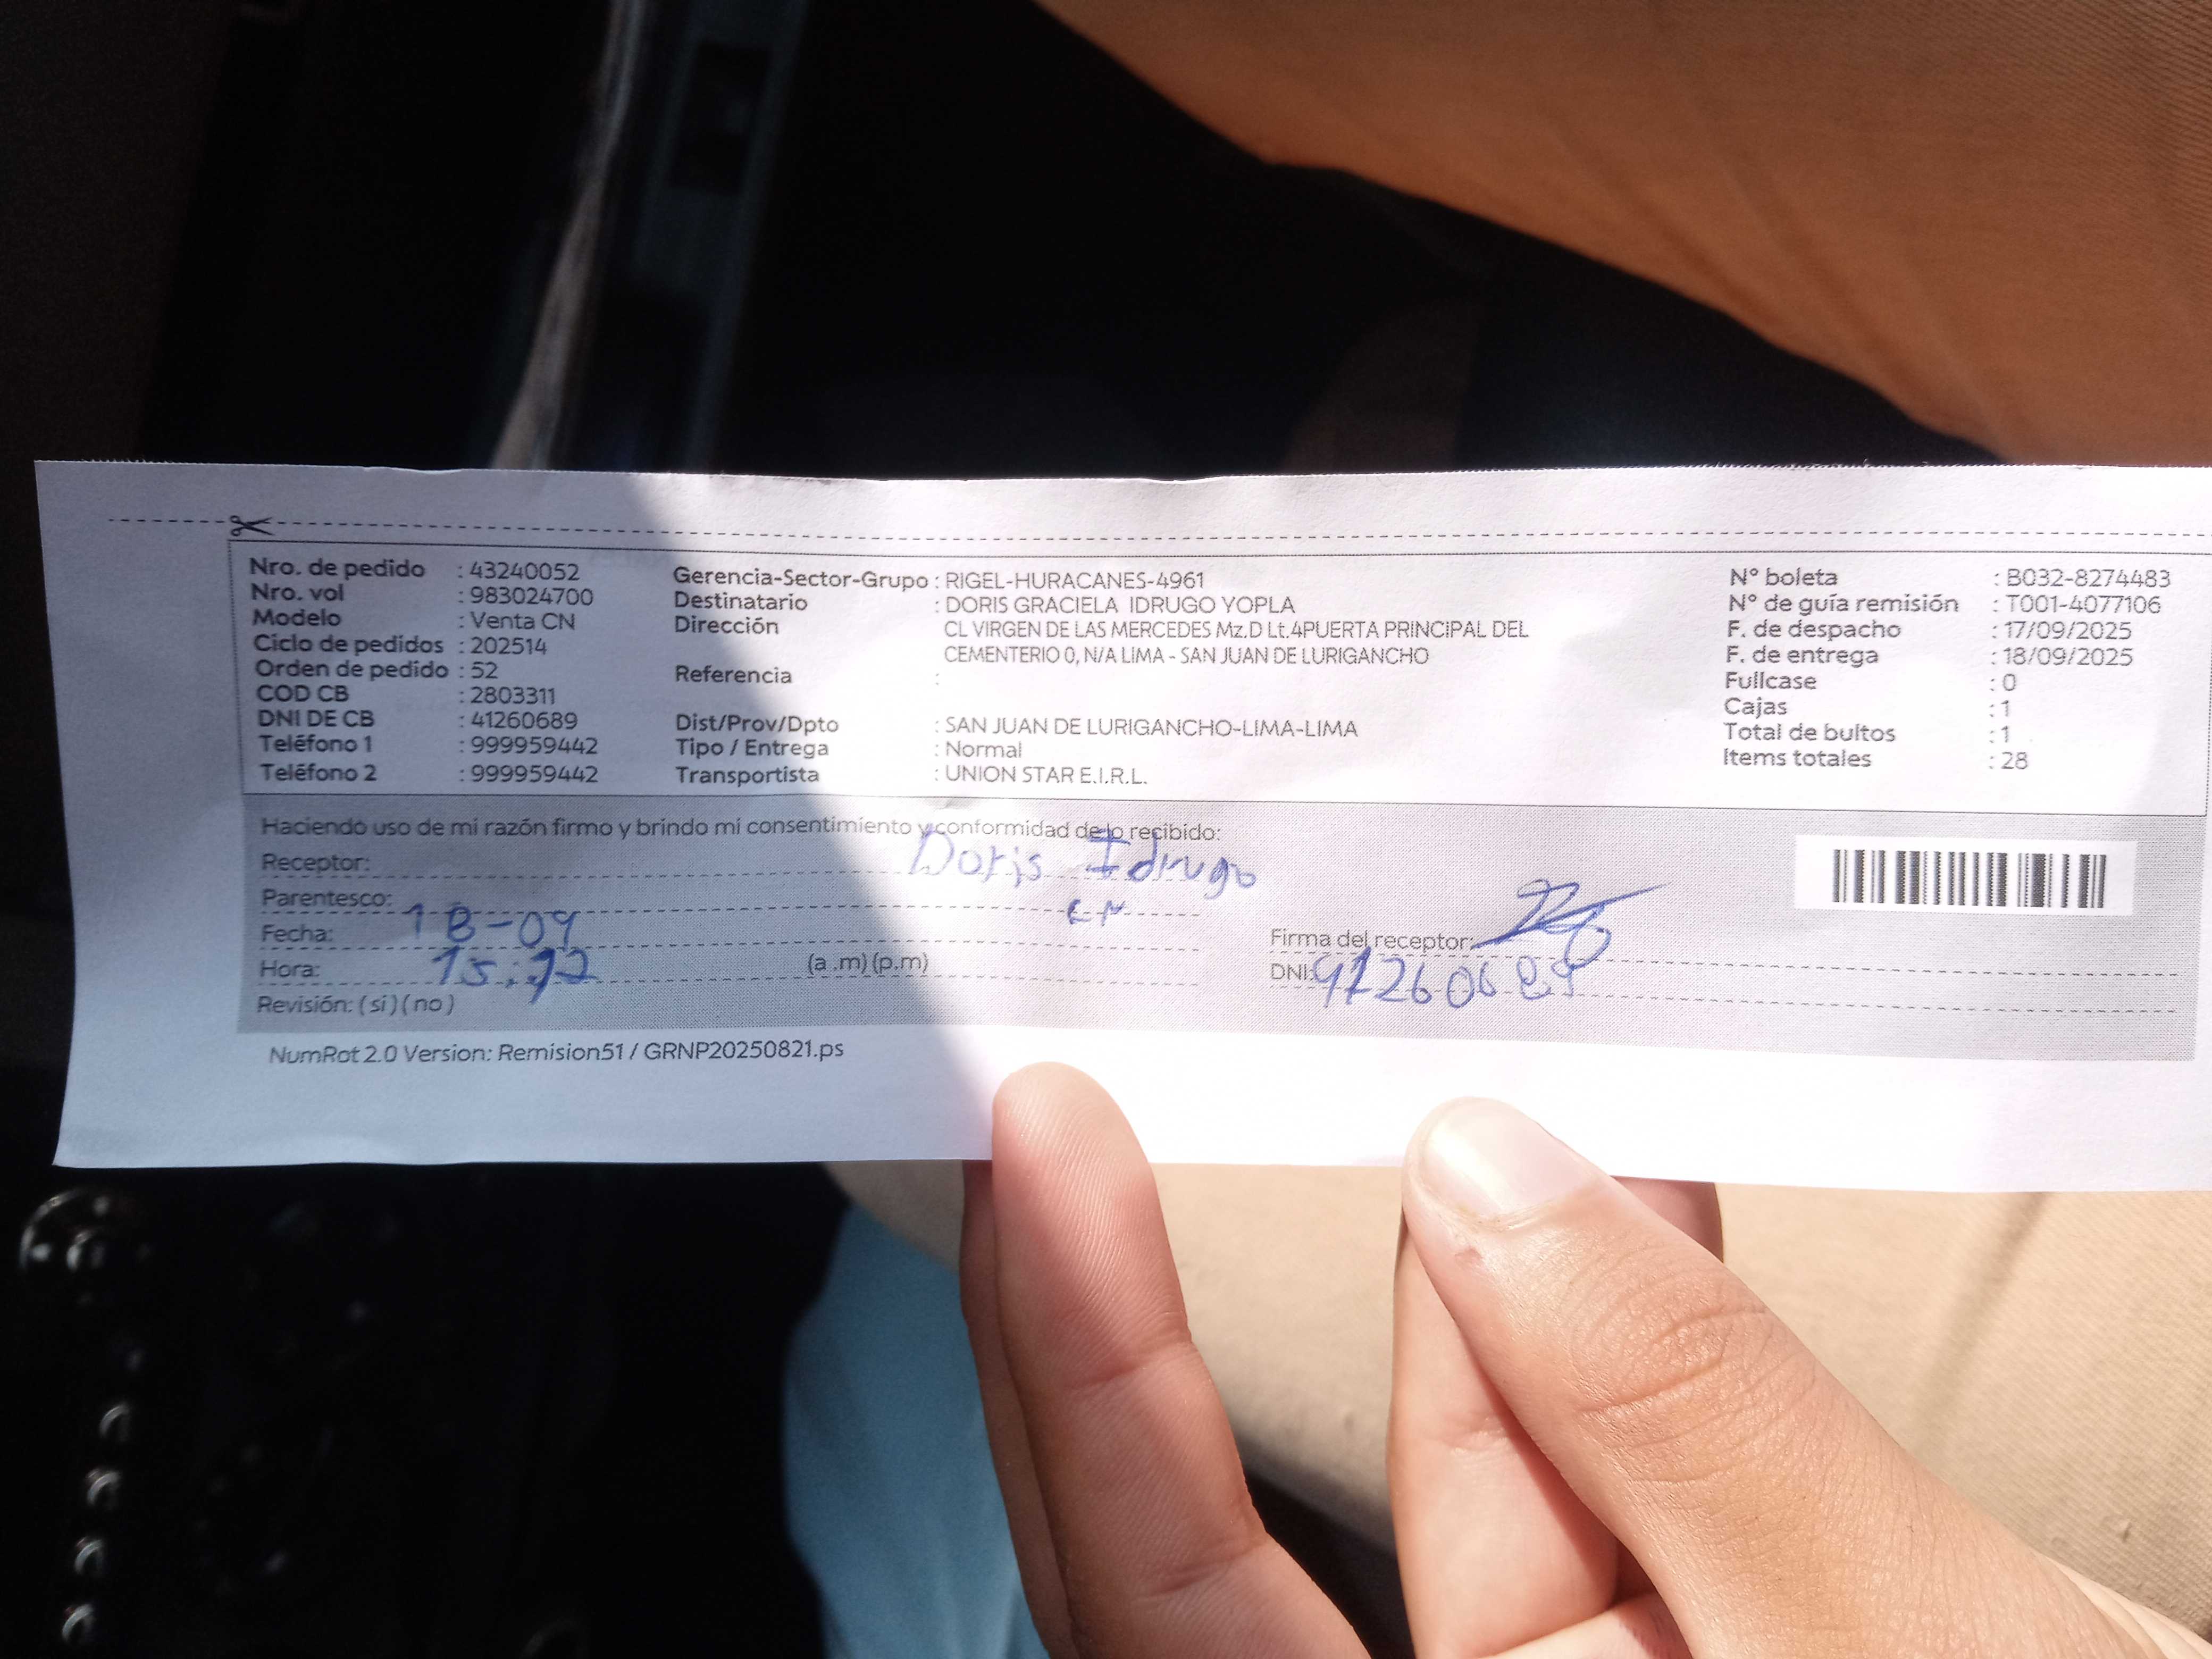 Nro. de pedido : 43240052
Nro. vol : 983024700
Modelo : Venta CN
Ciclo de pedidos : 202514
Orden de pedido : 52
COD CB : 2803311
DNI DE CB : 41260689
Teléfono 1 : 999959442
Teléfono 2 : 999959442
Gerencia-Sector-Grupo : RIGEL-HURACANES-4961
Destinatario : DORIS GRACIELA IDRUGO YOPLA
Dirección CL VIRGEN DE LAS MERCEDES Mz.D Lt.4PUERTA PRINCIPAL DEL
CEMENTERIO 0, N/A LIMA - SAN JUAN DE LURIGANCHO
Referencia :
Dist/Prov/Dpto : SAN JUAN DE LURIGANCHO-LIMA-LIMA
Tipo / Entrega : Normal
Transportista : UNION STAR E.I.R.L.
N° boleta : B032-8274483
N° de guía remisión : T001-4077106
F. de despacho : 17/09/2025
F. de entrega : 18/09/2025
Fullcase : 0
Cajas : 1
Total de bultos : 1
Items totales : 28
Haciendo uso de mi razón firmo y brindo mi consentimiento y conformidad de lo recibido:
Receptor: Doris Idrugo
Parentesco:
Fecha: 18-09
Hora: (a .m) (p.m)
Revisión: ( si ) ( no )
Firma del receptor:
DNI: 41260689
NumRot 2.0 Version: Remision51 / GRNP20250821.ps